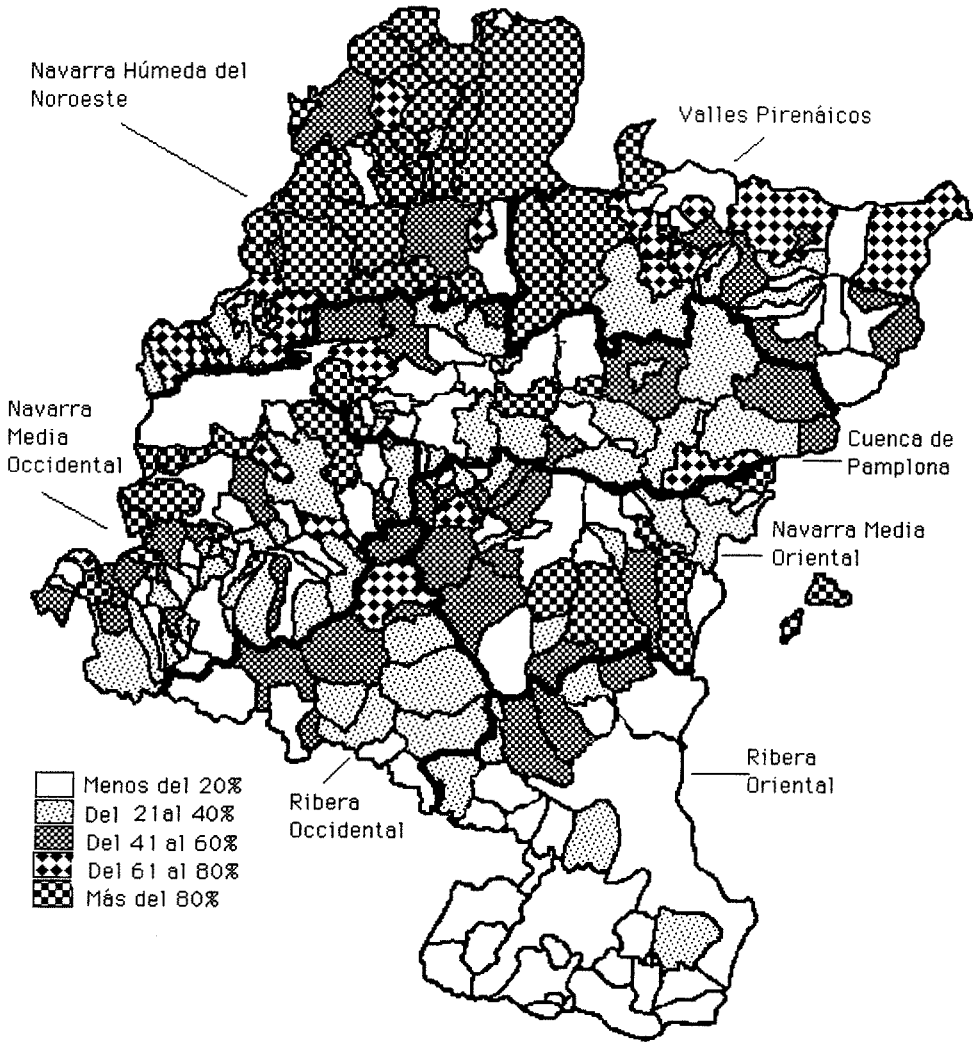 Navarra Húmeda del
Noroeste
Valles Pirenáicos
Navarra
Media
Occidental
Cuenca de
Pamplona
Navarra Media
Oriental
Ribera
Oriental
Ribera
Occidental
Menos del 20%
Del 21al 40%
Del 41 al 60%
Del 61 al 80%
Más del 80%